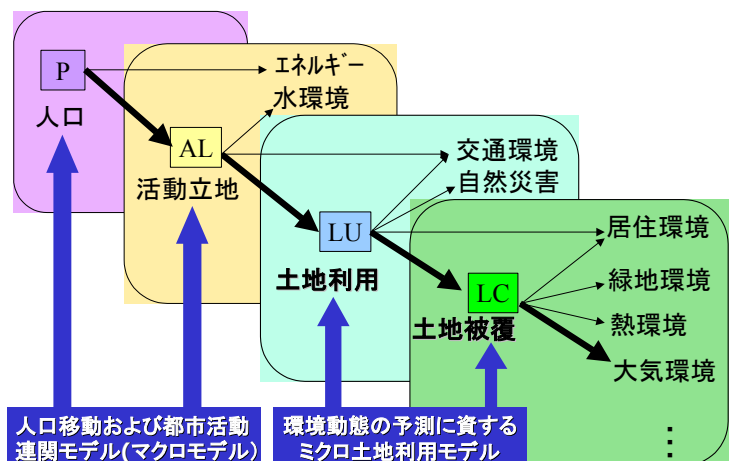 P
人口
エネルギー
水環境
AL
活動立地
交通環境
自然災害
LU
土地利用
居住環境
LC
土地被覆
緑地環境
熱環境
大気環境
⋮
人口移動および都市活動
連関モデル(マクロモデル)
環境動態の予測に資する
ミクロ土地利用モデル